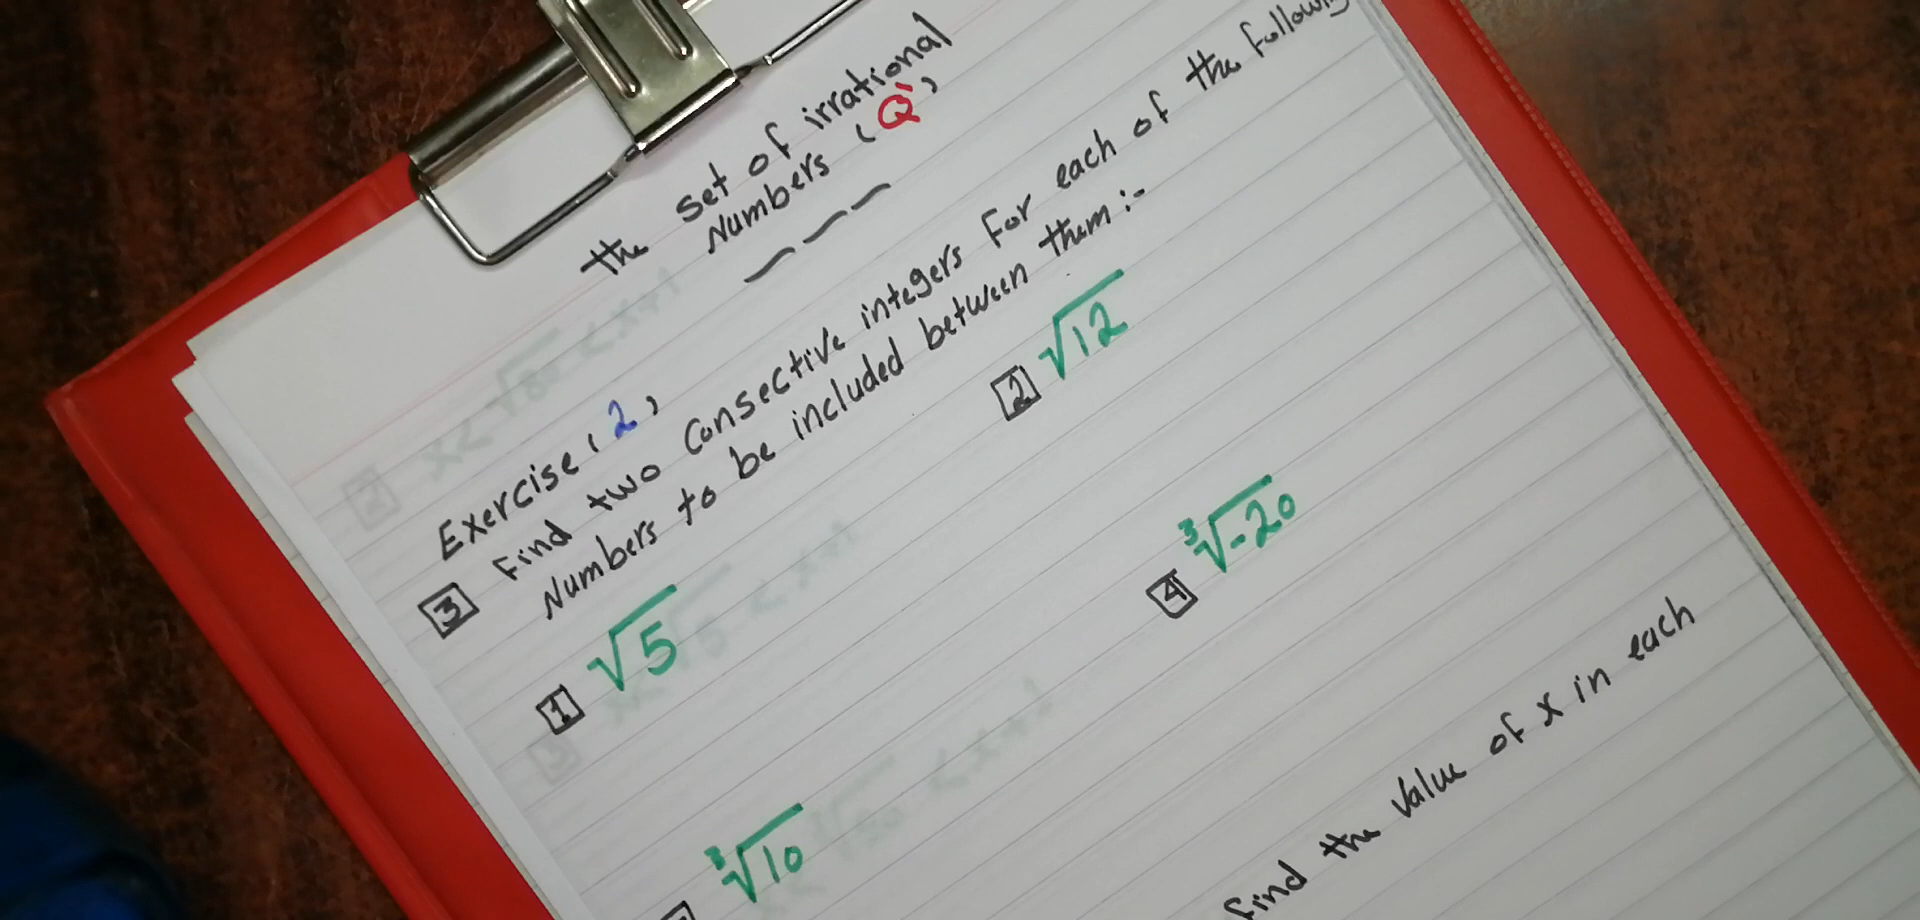 the set of irrational
Numbers (Q')
Exercise (2)
3 Find two Consective integers For each of the following
Numbers to be included between them :-
1 √5
2 √12
∛10
4 ∛-20
find the value of x in each